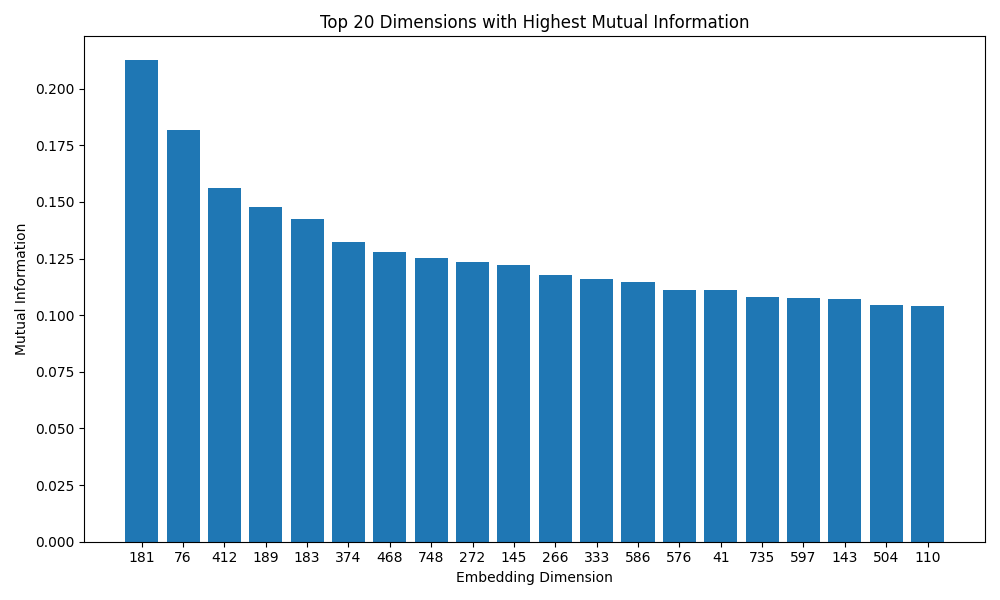 Top 20 Dimensions with Highest Mutual Information
Mutual Information
0.200
0.175
0.150
0.125
0.100
0.075
0.050
0.025
0.000
181 76 412 189 183 374 468 748 272 145 266 333 586 576 41 735 597 143 504 110
Embedding Dimension